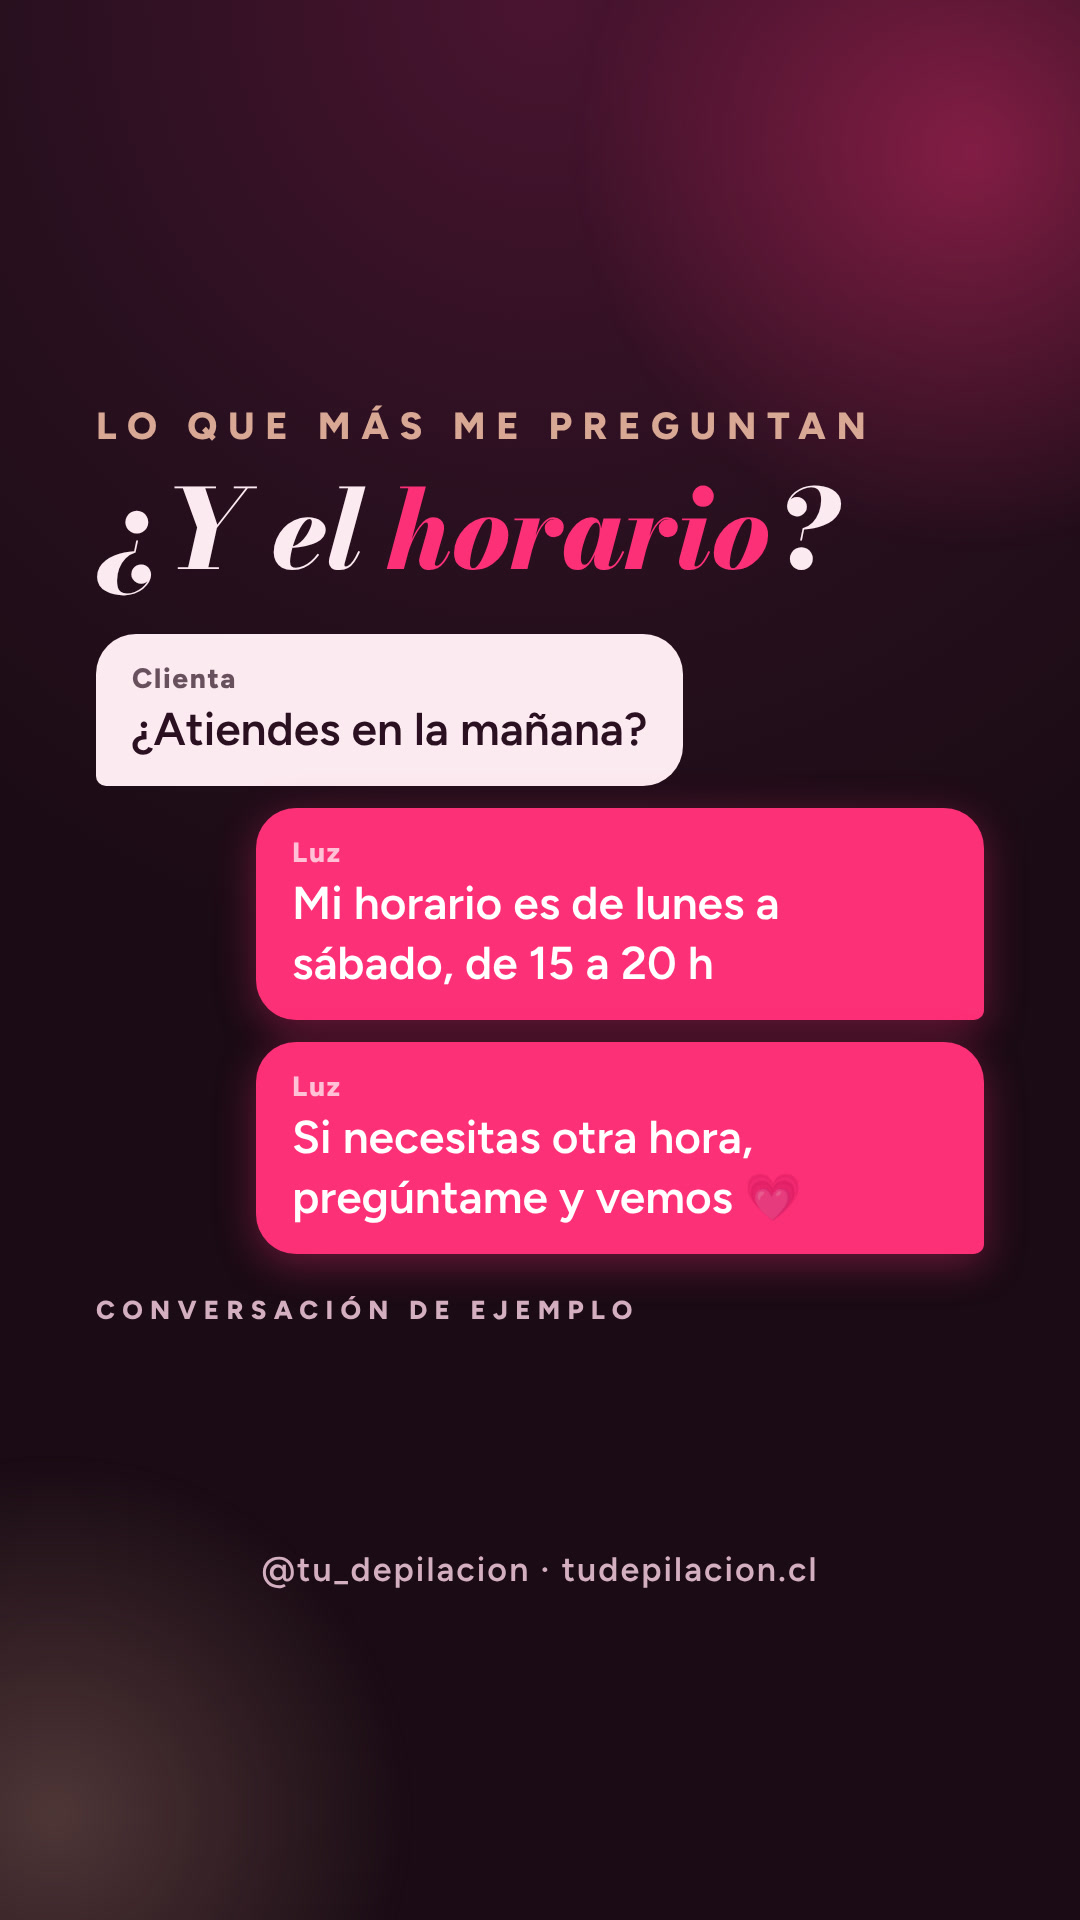 LO QUE MÁS ME PREGUNTAN
¿Y el horario?
Clienta
¿Atiendes en la mañana?
Luz
Mi horario es de lunes a
sábado, de 15 a 20 h
Luz
Si necesitas otra hora,
pregúntame y vemos 💗
CONVERSACIÓN DE EJEMPLO
@tu_depilacion · tudepilacion.cl